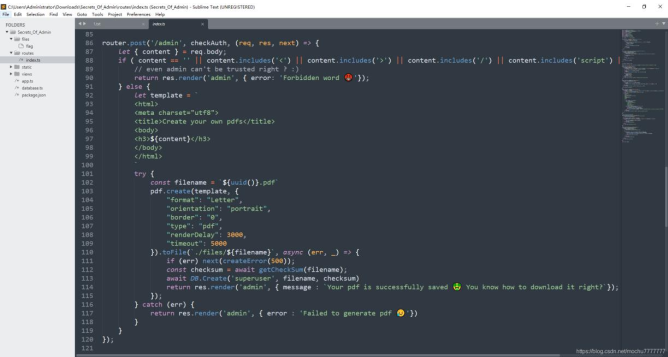 C:\Users\Administrator\Downloads\Secrets_Of_Admin\routes\index.ts (Secrets_Of_Admin) - Sublime Text (UNREGISTERED)
File Edit Selection Find View Goto Tools Project Preferences Help
FOLDERS
Secrets_Of_Admin
files
flag
routes
index.ts
static
views
app.ts
database.ts
package.json
index.ts
85
86 router.post('/admin', checkAuth, (req, res, next) => {
87 let { content } = req.body;
88 if ( content == '' || content.includes('<') || content.includes('>') || content.includes('/') || content.includes('script') ||
89 // even admin can't be trusted right ? :)
90 return res.render('admin', { error: 'Forbidden word 🤬'});
91 } else {
92 let template = `
93 <html>
94 <meta charset="utf8">
95 <title>Create your own pdfs</title>
96 <body>
97 <h3>${content}</h3>
98 </body>
99 </html>
100 `
101 try {
102 const filename = `${uuid()}.pdf`
103 pdf.create(template, {
104 "format": "Letter",
105 "orientation": "portrait",
106 "border": "0",
107 "type": "pdf",
108 "renderDelay": 3000,
109 "timeout": 5000
110 }).toFile(`./files/${filename}`, async (err, _) => {
111 if (err) next(createError(500));
112 const checksum = await getCheckSum(filename);
113 await DB.Create('superuser', filename, checksum)
114 return res.render('admin', { message : `Your pdf is successfully saved 🤑 You know how to download it right?`});
115 });
116 } catch (err) {
117 return res.render('admin', { error : 'Failed to generate pdf 😥'})
118 }
119 }
120 });
121
https://blog.csdn.net/mochu7777777